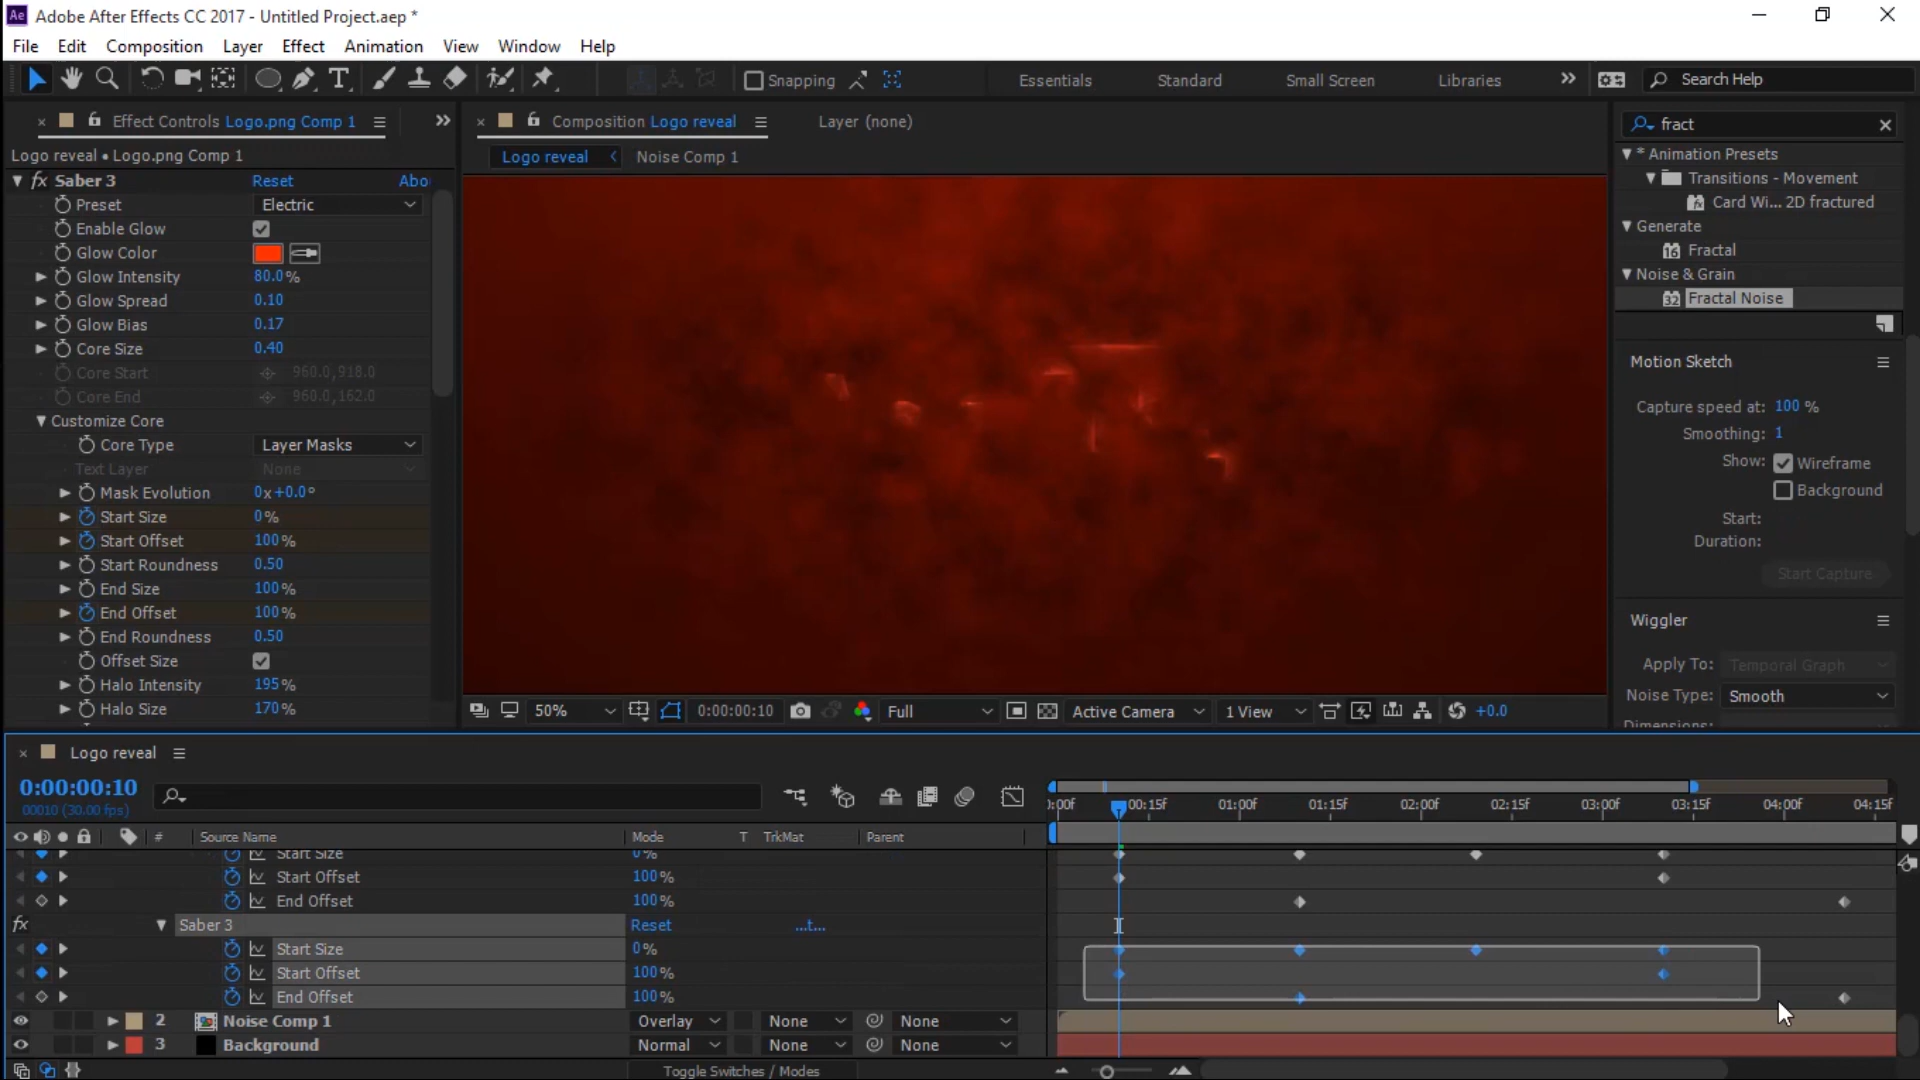 Adobe After Effects CC 2017 - Untitled Project.aep *
File Edit Composition Layer Effect Animation View Window Help
Snapping Essentials Standard Small Screen Libraries Search Help
Effect Controls Logo.png Comp 1
Logo reveal • Logo.png Comp 1
Saber 3 Reset Abo
Preset Electric
Enable Glow
Glow Color
Glow Intensity 80.0%
Glow Spread 0.10
Glow Bias 0.17
Core Size 0.40
Core Start 960.0,918.0
Core End 960.0,162.0
Customize Core
Core Type Layer Masks
Text Layer None
Mask Evolution 0x+0.0°
Start Size 0%
Start Offset 100%
Start Roundness 0.50
End Size 100%
End Offset 100%
End Roundness 0.50
Offset Size
Halo Intensity 195%
Halo Size 170%
Composition Logo reveal Layer (none)
Logo reveal Noise Comp 1
50% 0:00:00:10 Full Active Camera 1 View +0.0
fract
* Animation Presets
Transitions - Movement
Card Wi... 2D fractured
Generate
Fractal
Noise & Grain
Fractal Noise
Motion Sketch
Capture speed at: 100 %
Smoothing: 1
Show: Wireframe
Background
Start:
Duration:
Start Capture
Wiggler
Apply To: Temporal Graph
Noise Type: Smooth
Dimensions:
Logo reveal
0:00:00:10
00010 (30.00 fps)
:00f 00:15f 01:00f 01:15f 02:00f 02:15f 03:00f 03:15f 04:00f 04:15f
# Source Name Mode T TrkMat Parent
Start Size 0%
Start Offset 100%
End Offset 100%
fx Saber 3 Reset ...t...
Start Size 0%
Start Offset 100%
End Offset 100%
2 Noise Comp 1 Overlay None None
3 Background Normal None None
Toggle Switches / Modes